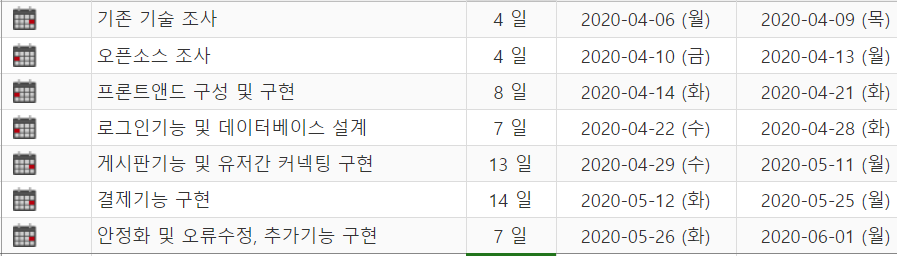 기존 기술 조사 4 일 2020-04-06 (월) 2020-04-09 (목)
오픈소스 조사 4 일 2020-04-10 (금) 2020-04-13 (월)
프론트앤드 구성 및 구현 8 일 2020-04-14 (화) 2020-04-21 (화)
로그인기능 및 데이터베이스 설계 7 일 2020-04-22 (수) 2020-04-28 (화)
게시판기능 및 유저간 커넥팅 구현 13 일 2020-04-29 (수) 2020-05-11 (월)
결제기능 구현 14 일 2020-05-12 (화) 2020-05-25 (월)
안정화 및 오류수정, 추가기능 구현 7 일 2020-05-26 (화) 2020-06-01 (월)